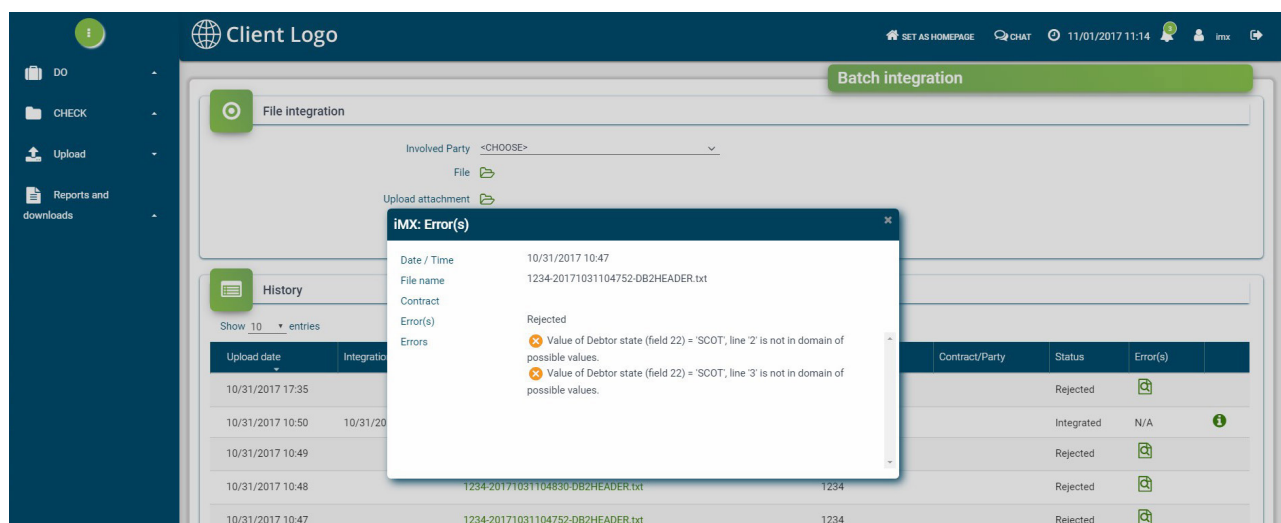 Client Logo
SET AS HOMEPAGE CHAT 11/01/2017 11:14 3 imx
DO
CHECK
Upload
Reports and
downloads
Batch integration
File integration
Involved Party <CHOOSE>
File
Upload attachment
iMX: Error(s)
Date / Time 10/31/2017 10:47
File name 1234-20171031104752-DB2HEADER.txt
Contract
Error(s) Rejected
Errors Value of Debtor state (field 22) = 'SCOT', line '2' is not in domain of
possible values.
Value of Debtor state (field 22) = 'SCOT', line '3' is not in domain of
possible values.
History
Show 10 entries
Upload date Integratio Contract/Party Status Error(s)
10/31/2017 17:35 Rejected
10/31/2017 10:50 10/31/20 Integrated N/A
10/31/2017 10:49 Rejected
10/31/2017 10:48 1234-20171031104830-DB2HEADER.txt 1234 Rejected
10/31/2017 10:47 1234-20171031104752-DB2HEADER.txt 1234 Rejected